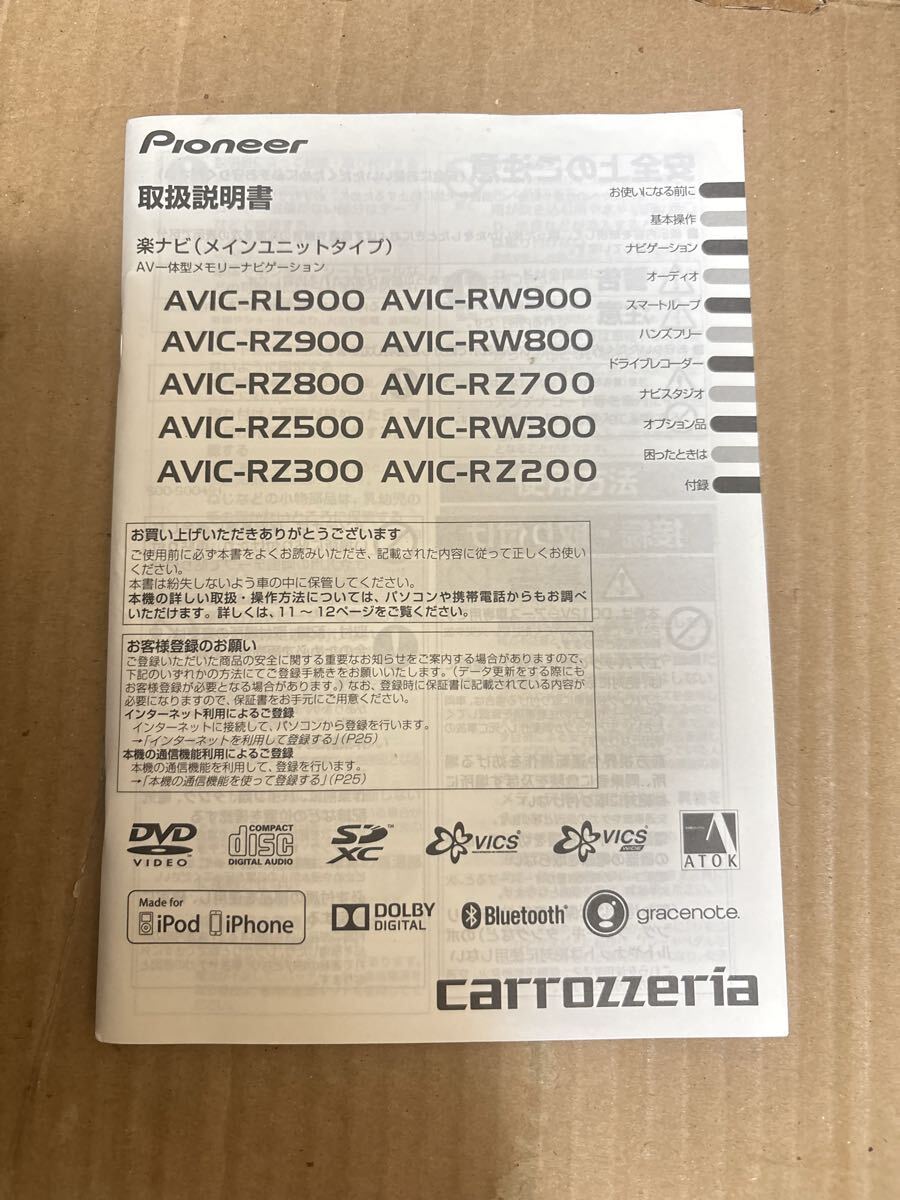 Pioneer
取扱説明書
楽ナビ(メインユニットタイプ)
AV一体型メモリーナビゲーション
AVIC-RL900 AVIC-RW900
AVIC-RZ900 AVIC-RW800
AVIC-RZ800 AVIC-RZ700
AVIC-RZ500 AVIC-RW300
AVIC-RZ300 AVIC-RZ200
お使いになる前に
基本操作
ナビゲーション
オーディオ
スマートループ
ハンズフリー
ドライブレコーダー
ナビスタジオ
オプション品
困ったときは
付録
お買い上げいただきありがとうございます
ご使用前に必ず本書をよくお読みいただき、記載された内容に従って正しくお使い
ください。
本書は紛失しないよう車の中に保管してください。
本機の詳しい取扱・操作方法については、パソコンや携帯電話からもお調べ
いただけます。詳しくは、11～12ページをご覧ください。
お客様登録のお願い
ご登録いただいた商品の安全に関する重要なお知らせをご案内する場合がありますので、
下記のいずれかの方法にてご登録手続きをお願いいたします。(データ更新をする際にも
お客様登録が必要となる場合があります。)なお、登録時に保証書に記載されている内容が
必要になりますので、保証書をお手元にご用意ください。
インターネット利用によるご登録
インターネットに接続して、パソコンから登録を行います。
→「インターネットを利用して登録する」(P25)
本機の通信機能利用によるご登録
本機の通信機能を利用して、登録を行います。
→「本機の通信機能を使って登録する」(P25)
DVD VIDEO
COMPACT disc DIGITAL AUDIO
SD XC ™
VICS
VICS WIDE
ATOK
Made for
iPod iPhone
DOLBY DIGITAL
Bluetooth®
gracenote.
carrozzeria
安全上のご注意